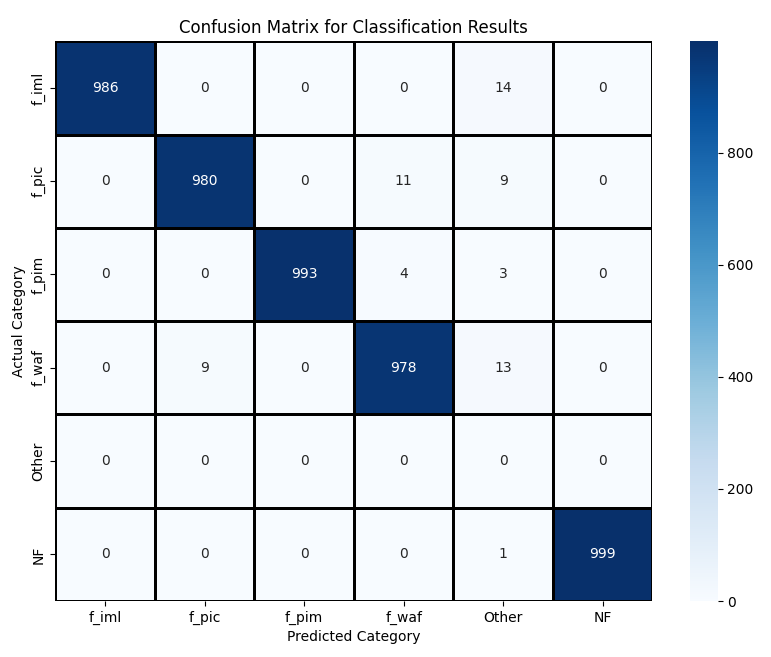 Confusion Matrix for Classification Results
f_iml 986 0 0 0 14 0
f_pic 0 980 0 11 9 0
f_pim 0 0 993 4 3 0
f_waf 0 9 0 978 13 0
Other 0 0 0 0 0 0
NF 0 0 0 0 1 999
f_iml f_pic f_pim f_waf Other NF
Predicted Category
Actual Category
800
600
400
200
0